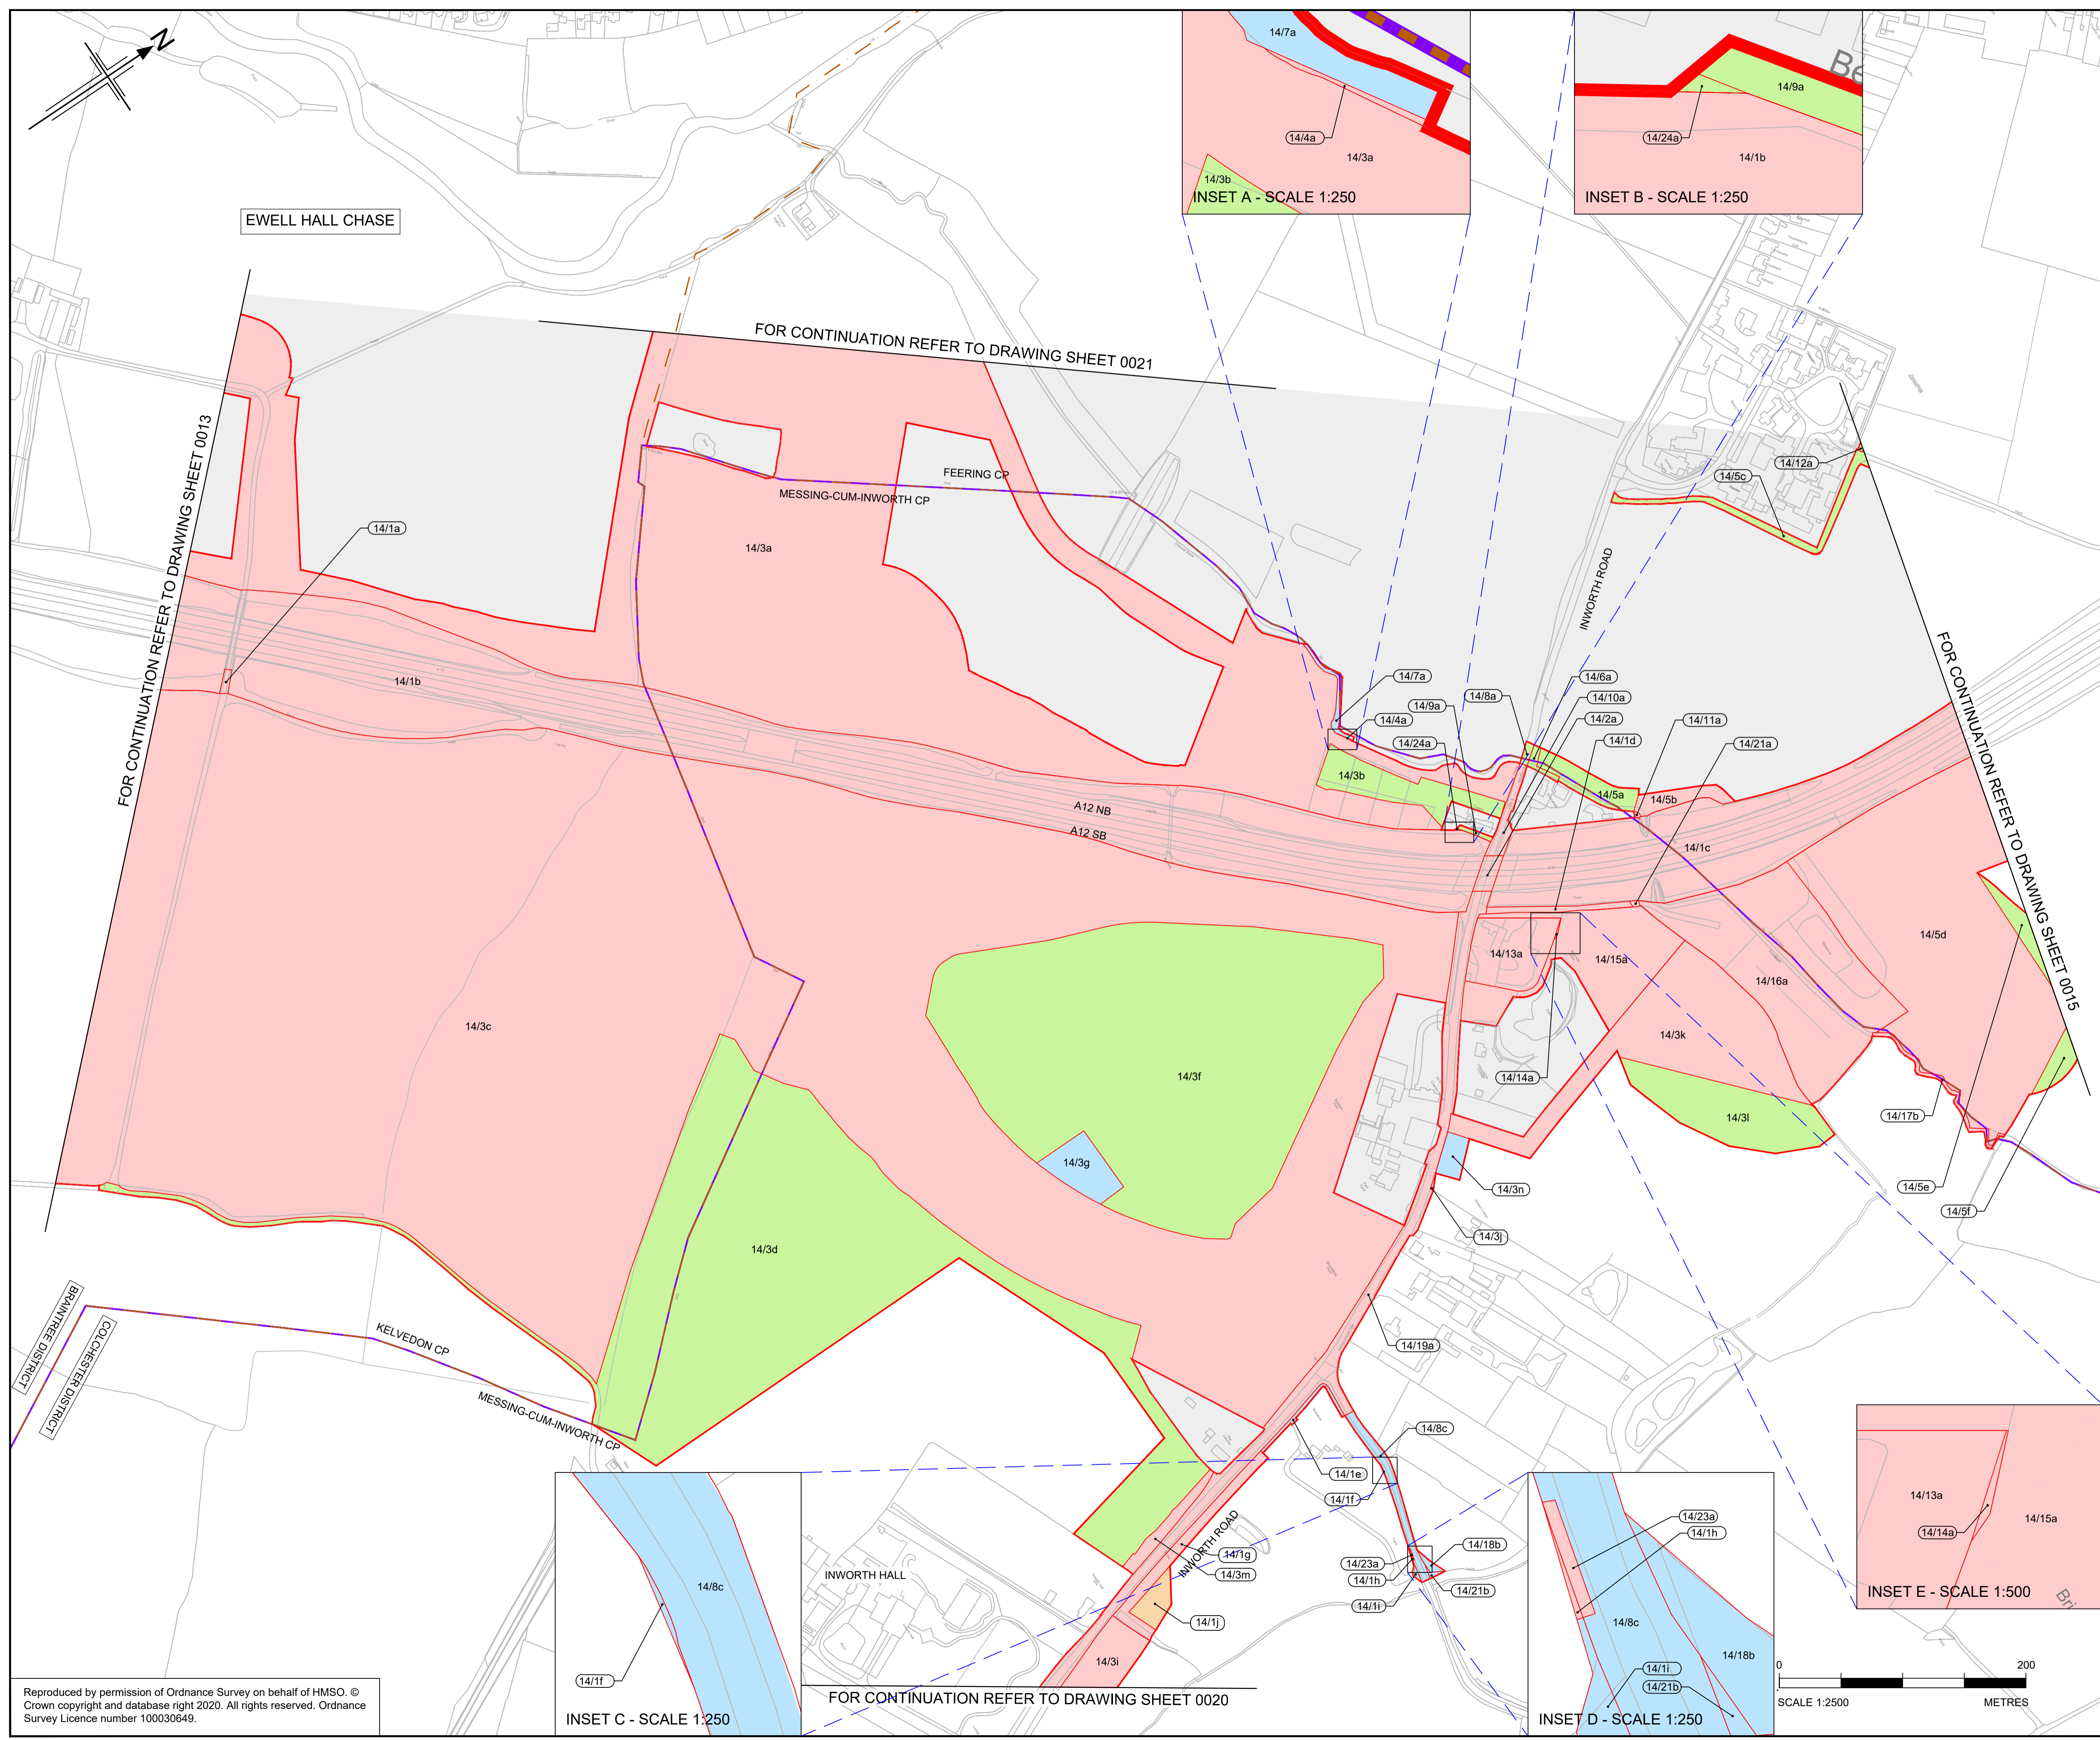 N
EWELL HALL CHASE
14/7a
14/4a
14/3a
14/3b
INSET A - SCALE 1:250
Be
14/9a
14/24a
14/1b
INSET B - SCALE 1:250
FOR CONTINUATION REFER TO DRAWING SHEET 0021
FOR CONTINUATION REFER TO DRAWING SHEET 0013
FOR CONTINUATION REFER TO DRAWING SHEET 0015
14/12a
14/5c
FEERING CP
MESSING-CUM-INWORTH CP
14/1a
14/3a
INWORTH ROAD
14/1b
14/7a
14/4a
14/9a
14/24a
14/8a
14/6a
14/10a
14/2a
14/1d
14/11a
14/21a
14/3b
14/5a
14/5b
A12 NB
A12 SB
14/1c
14/5d
14/13a
14/15a
14/16a
14/3c
14/3k
14/3f
14/14a
14/3l
14/17b
14/3g
14/3n
14/5e
14/5f
14/3j
14/3d
BRAINTREE DISTRICT
COLCHESTER DISTRICT
KELVEDON CP
MESSING-CUM-INWORTH CP
14/19a
14/8c
14/1e
14/1f
INWORTH ROAD
14/1g
14/3m
14/23a
14/1h
14/1i
14/18b
14/21b
INWORTH HALL
14/1j
14/3i
14/8c
14/1f
INSET C - SCALE 1:250
14/23a
14/1h
14/8c
14/18b
14/1i
14/21b
INSET D - SCALE 1:250
14/13a
14/14a
14/15a
INSET E - SCALE 1:500
Bri
0 200
SCALE 1:2500 METRES
FOR CONTINUATION REFER TO DRAWING SHEET 0020
Reproduced by permission of Ordnance Survey on behalf of HMSO. ©
Crown copyright and database right 2020. All rights reserved. Ordnance
Survey Licence number 100030649.